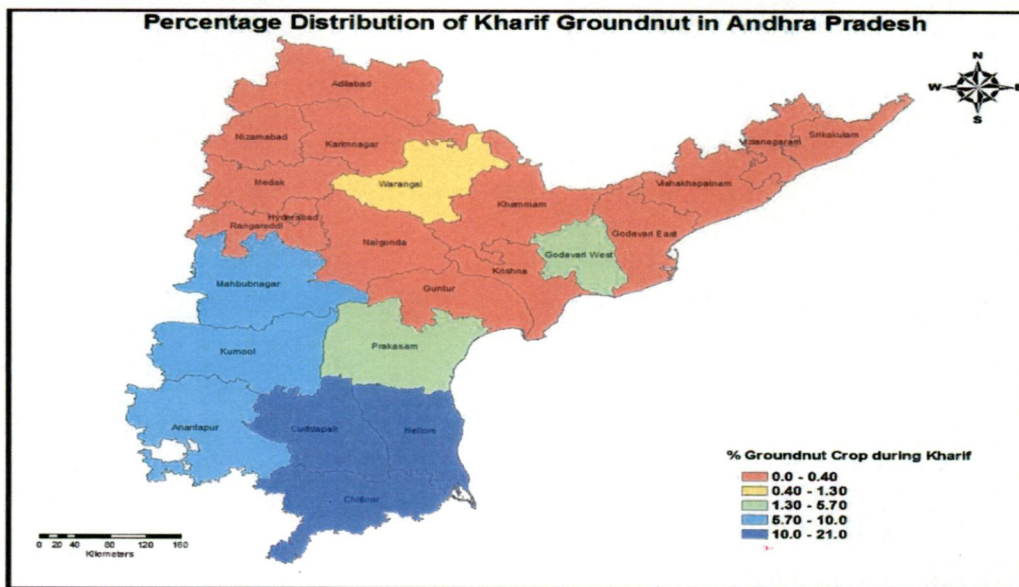 Percentage Distribution of Kharif Groundnut in Andhra Pradesh
N
W E
S
Adilabad
Nizamabad
Karimnagar
Srikakulam
Vizianagaram
Medak
Warangal
Vishakhapatnam
Khammam
Hyderabad
Rangareddi
Godavari East
Nalgonda
Godavari West
Krishna
Mahbubnagar
Guntur
Prakasam
Kurnool
Anantapur
Cuddapah
Nellore
Chittoor
% Groundnut Crop during Kharif
0.0 - 0.40
0.40 - 1.30
1.30 - 5.70
5.70 - 10.0
10.0 - 21.0
0 20 40 80 120 160
Kilometers